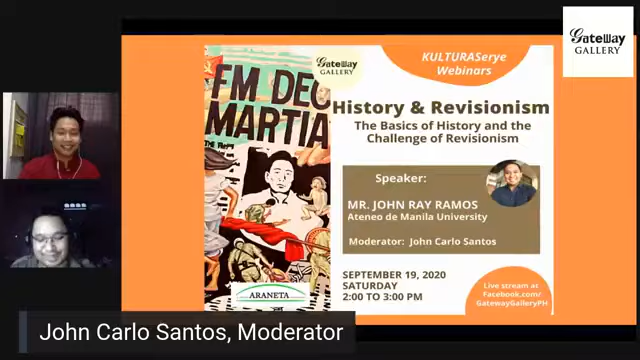 GateWay
GALLERY
GateWay
GALLERY
KULTURASerye
Webinars
FM DEC
MARTIA
History & Revisionism
The Basics of History and the
Challenge of Revisionism
Speaker:
MR. JOHN RAY RAMOS
Ateneo de Manila University
Moderator: John Carlo Santos
SEPTEMBER 19, 2020
SATURDAY
2:00 TO 3:00 PM
Live stream at
Facebook.com/
GatewayGalleryPH
ARANETA
John Carlo Santos, Moderator